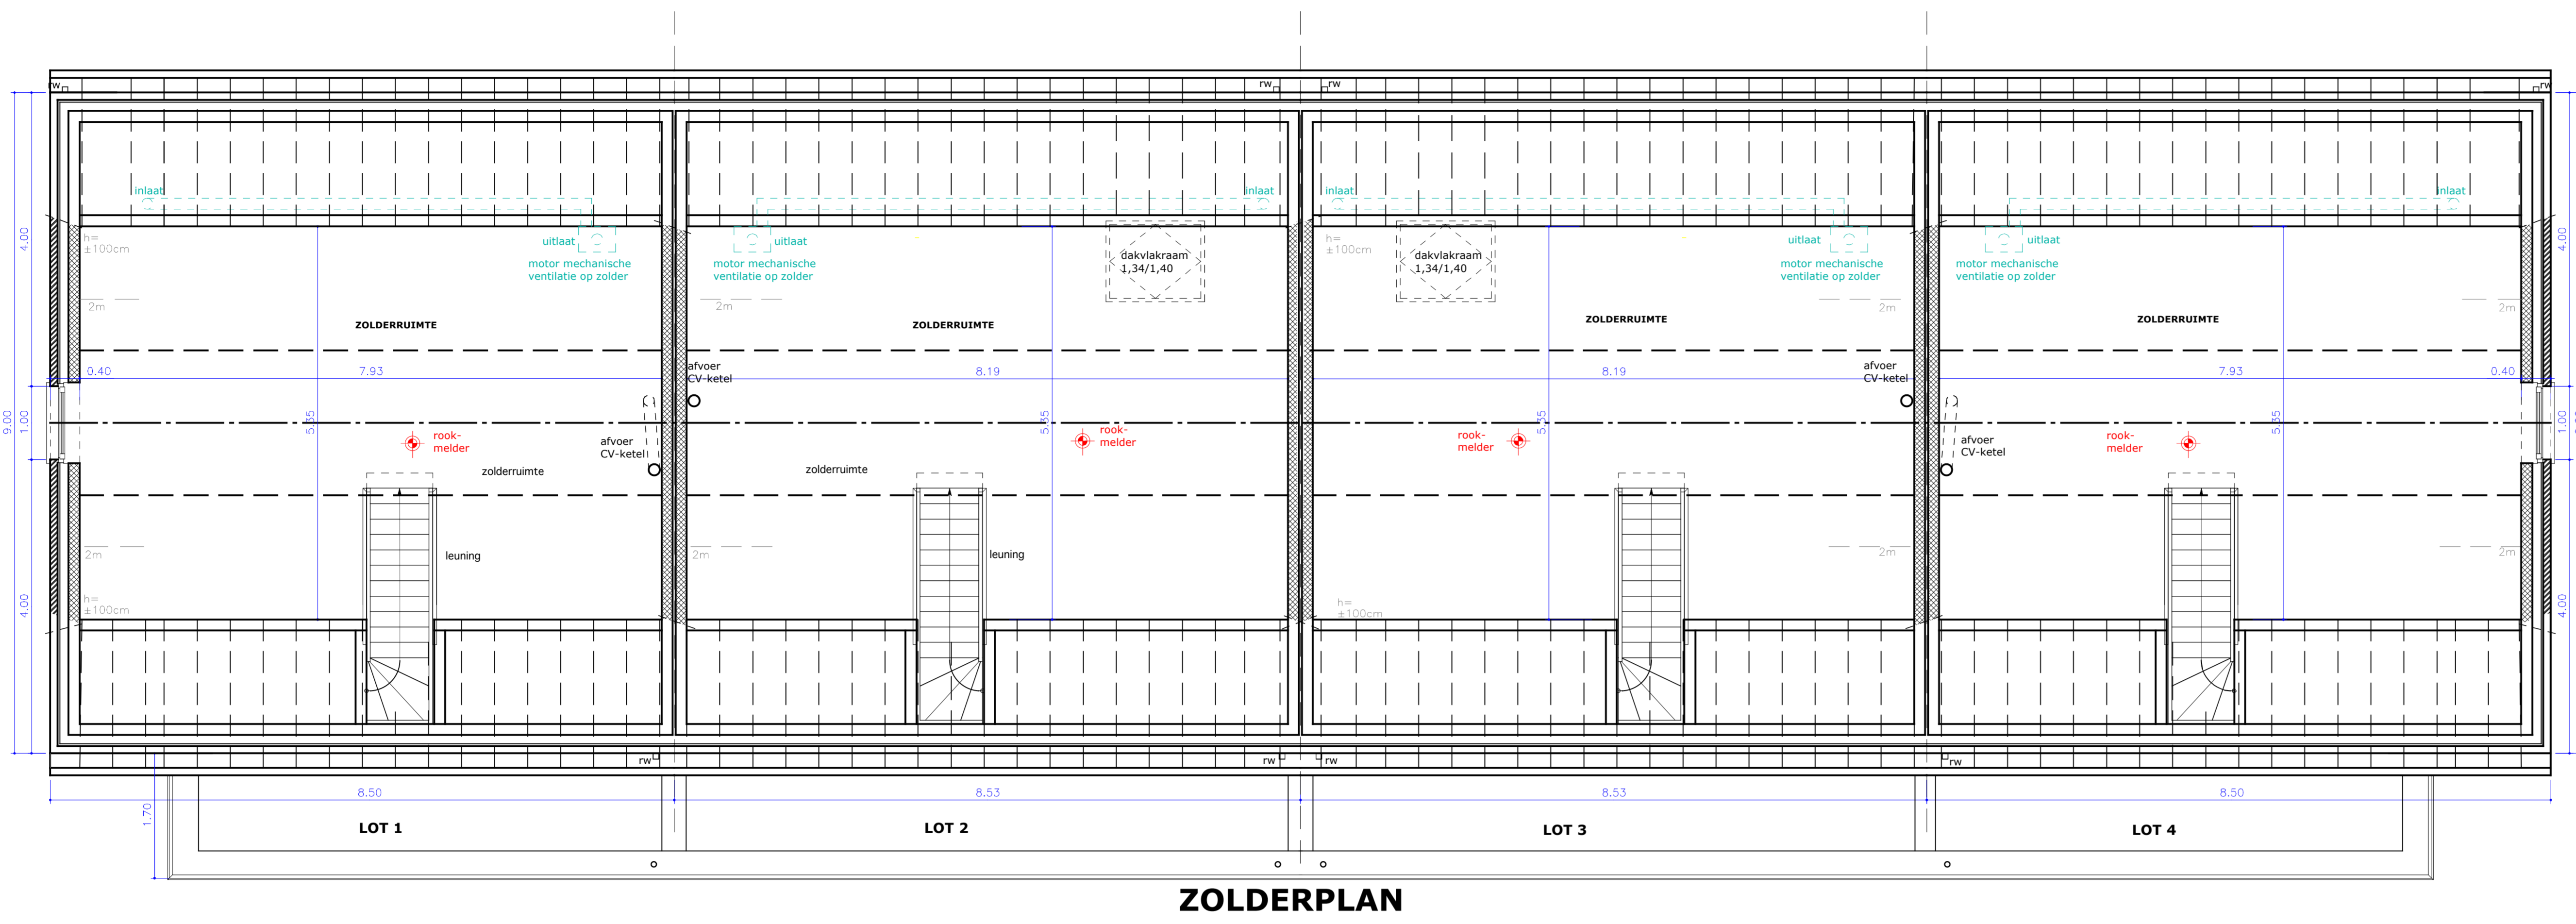 rw
rw
rw
rw
inlaat
inlaat
inlaat
inlaat
4.00
4.00
h=
±100cm
uitlaat
uitlaat
h=
±100cm
uitlaat
uitlaat
motor mechanische
ventilatie op zolder
motor mechanische
ventilatie op zolder
dakvlakraam
1,34/1,40
dakvlakraam
1,34/1,40
motor mechanische
ventilatie op zolder
motor mechanische
ventilatie op zolder
2m
2m
2m
2m
ZOLDERRUIMTE
ZOLDERRUIMTE
ZOLDERRUIMTE
ZOLDERRUIMTE
0.40
7.93
afvoer
CV-ketel
8.19
8.19
afvoer
CV-ketel
7.93
0.40
9.00
1.00
5.35
5.35
5.35
5.35
1.00
rook-
melder
afvoer
CV-ketel
rook-
melder
rook-
melder
afvoer
CV-ketel
rook-
melder
zolderruimte
zolderruimte
2m
leuning
2m
leuning
2m
2m
4.00
h=
±100cm
h=
±100cm
4.00
rw
rw
rw
rw
8.50
8.53
8.53
8.50
1.70
LOT 1
LOT 2
LOT 3
LOT 4
ZOLDERPLAN